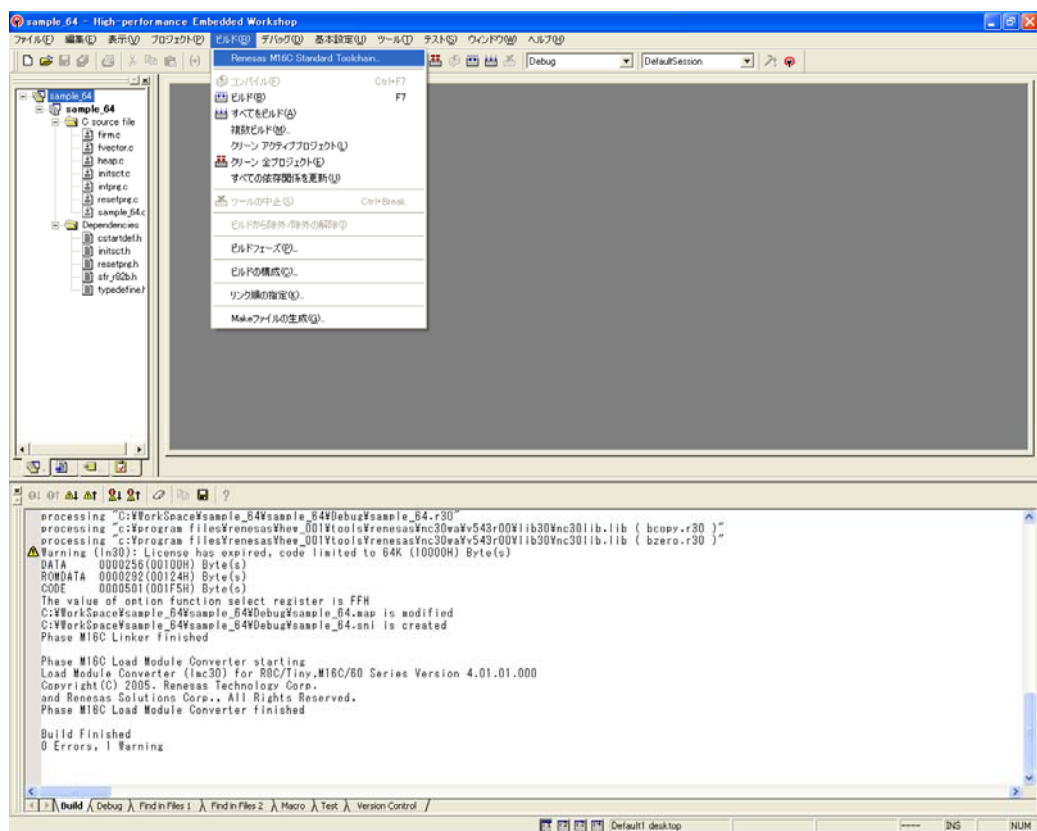 sample_64 - High-performance Embedded Workshop
ファイル(F) 編集(E) 表示(V) プロジェクト(P) ビルド(B) デバッグ(D) 基本設定(U) ツール(T) テスト(S) ウィンドウ(W) ヘルプ(H)
Debug DefaultSession
Renesas M16C Standard Toolchain...
コンパイル(F) Ctrl+F7
ビルド(B) F7
すべてをビルド(A)
複数ビルド(M)...
クリーン アクティブプロジェクト(L)
クリーン 全プロジェクト(E)
すべての依存関係を更新(U)
ツールの中止(S) Ctrl+Break
ビルドから除外/除外の解除(I)
ビルドフェーズ(P)...
ビルドの構成(C)...
リンク順の指定(K)...
Makeファイルの生成(G)...
sample_64
sample_64
C source file
firm.c
fvector.c
heap.c
initsct.c
intprg.c
resetprg.c
sample_64.c
Dependencies
cstartdef.h
initsct.h
resetprg.h
sfr_r82b.h
typedefine.h
processing "C:¥WorkSpace¥sample_64¥sample_64¥Debug¥sample_64.r30"
processing "c:¥program files¥renesas¥hew_001¥tools¥renesas¥nc30wa¥v543r00¥lib30¥nc30lib.lib ( bcopy.r30 )"
processing "c:¥program files¥renesas¥hew_001¥tools¥renesas¥nc30wa¥v543r00¥lib30¥nc30lib.lib ( bzero.r30 )"
Warning (ln30): License has expired, code limited to 64K (10000H) Byte(s)
DATA 0000256(00100H) Byte(s)
ROMDATA 0000292(00124H) Byte(s)
CODE 0000501(001F5H) Byte(s)
The value of option function select register is FFH
C:¥WorkSpace¥sample_64¥sample_64¥Debug¥sample_64.map is modified
C:¥WorkSpace¥sample_64¥sample_64¥Debug¥sample_64.sni is created
Phase M16C Linker finished
Phase M16C Load Module Converter starting
Load Module Converter (lmc30) for R8C/Tiny,M16C/60 Series Version 4.01.01.000
Copyright(C) 2005. Renesas Technology Corp.
and Renesas Solutions Corp., All Rights Reserved.
Phase M16C Load Module Converter finished
Build Finished
0 Errors, 1 Warning
Build Debug Find in Files 1 Find in Files 2 Macro Test Version Control
Default1 desktop ---- INS NUM